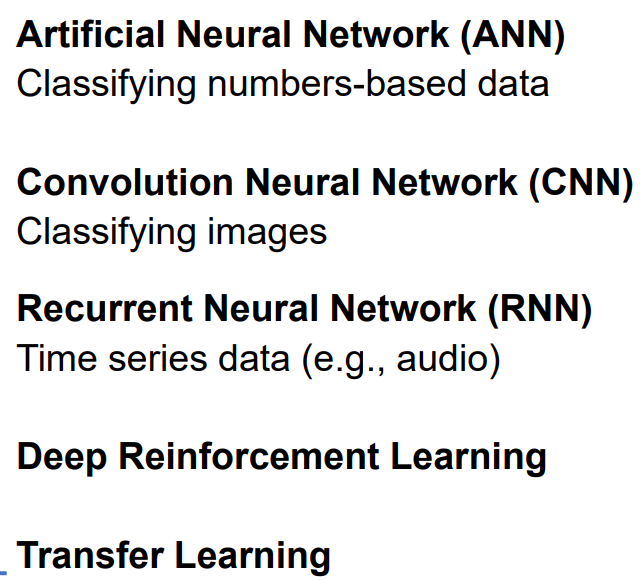 Artificial Neural Network (ANN)
Classifying numbers-based data
Convolution Neural Network (CNN)
Classifying images
Recurrent Neural Network (RNN)
Time series data (e.g., audio)
Deep Reinforcement Learning
Transfer Learning